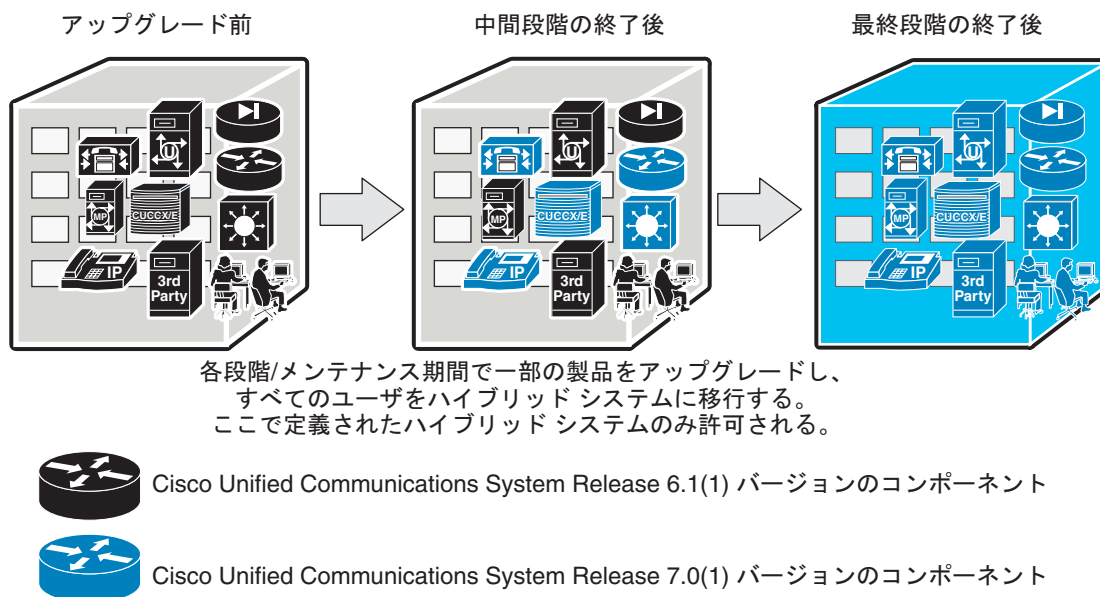 アップグレード前
中間段階の終了後
最終段階の終了後
U
MP
CUCCX/E
IP
3rd
Party
U
MP
CUCCX/E
IP
3rd
Party
U
MP
CUCCX/E
IP
3rd
Party
各段階/メンテナンス期間で一部の製品をアップグレードし、
すべてのユーザをハイブリッド システムに移行する。
ここで定義されたハイブリッド システムのみ許可される。
Cisco Unified Communications System Release 6.1(1) バージョンのコンポーネント
Cisco Unified Communications System Release 7.0(1) バージョンのコンポーネント